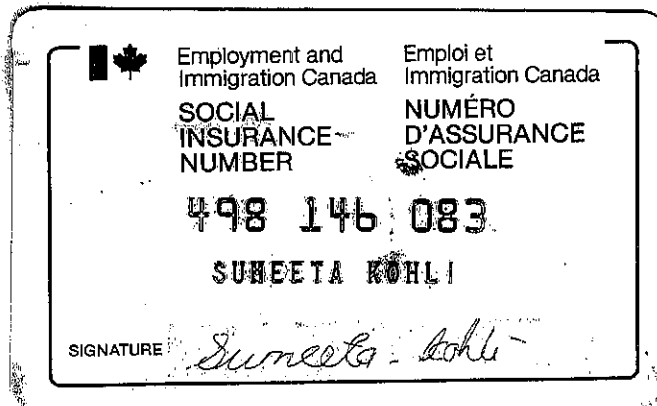 Employment and
Immigration Canada
Emploi et
Immigration Canada
SOCIAL
INSURANCE
NUMBER
NUMÉRO
D'ASSURANCE
SOCIALE
498 146 083
SUNEETA KOHLI
SIGNATURE Suneeta Kohli